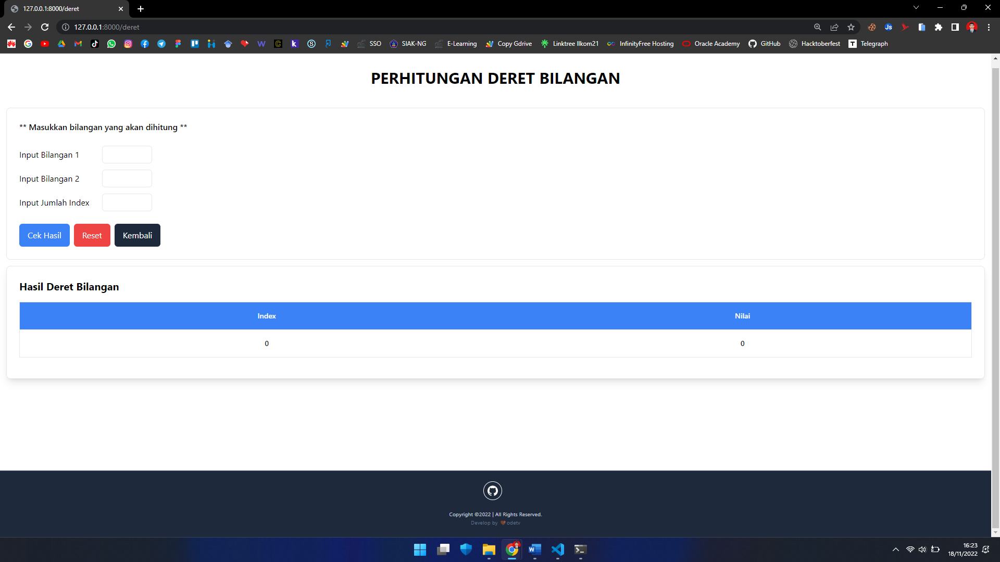 127.0.0.1:8000/deret
127.0.0.1:8000/deret
SSO SIAK-NG E-Learning Copy Gdrive Linktree Ilkom21 InfinityFree Hosting Oracle Academy GitHub Hacktoberfest Telegraph
PERHITUNGAN DERET BILANGAN
** Masukkan bilangan yang akan dihitung **
Input Bilangan 1
Input Bilangan 2
Input Jumlah Index
Cek Hasil Reset Kembali
Hasil Deret Bilangan
Index Nilai
0 0
Copyright ©2022 | All Rights Reserved.
Develop by 🤎odetv
16:23
18/11/2022